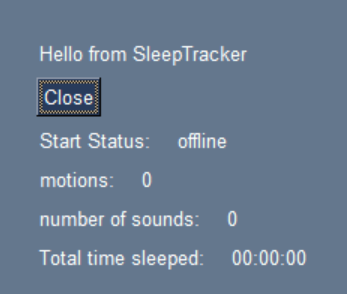 Hello from SleepTracker
Close
Start Status: offline
motions: 0
number of sounds: 0
Total time sleeped: 00:00:00